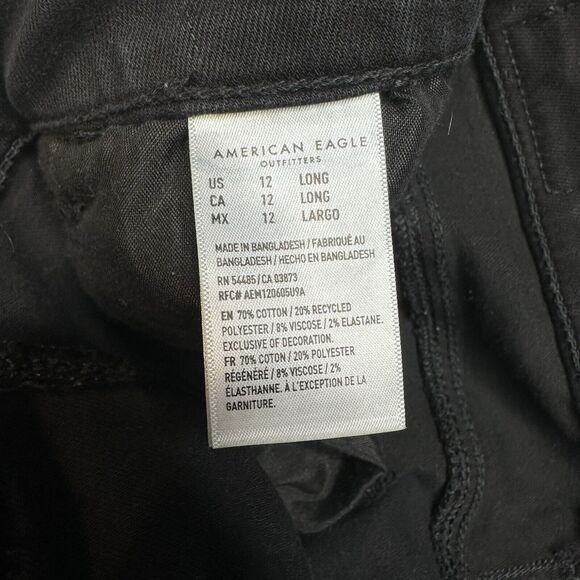 AMERICAN EAGLE
OUTFITTERS
US 12 LONG
CA 12 LONG
MX 12 LARGO
MADE IN BANGLADESH / FABRIQUÉ AU
BANGLADESH / HECHO EN BANGLADESH
RN 54485 / CA 03873
RFC# AEM120605U9A
EN 70% COTTON / 20% RECYCLED
POLYESTER / 8% VISCOSE / 2% ELASTANE.
EXCLUSIVE OF DECORATION.
FR 70% COTON / 20% POLYESTER
RÉGÉNÉRÉ / 8% VISCOSE / 2%
ÉLASTHANNE. À L'EXCEPTION DE LA
GARNITURE.